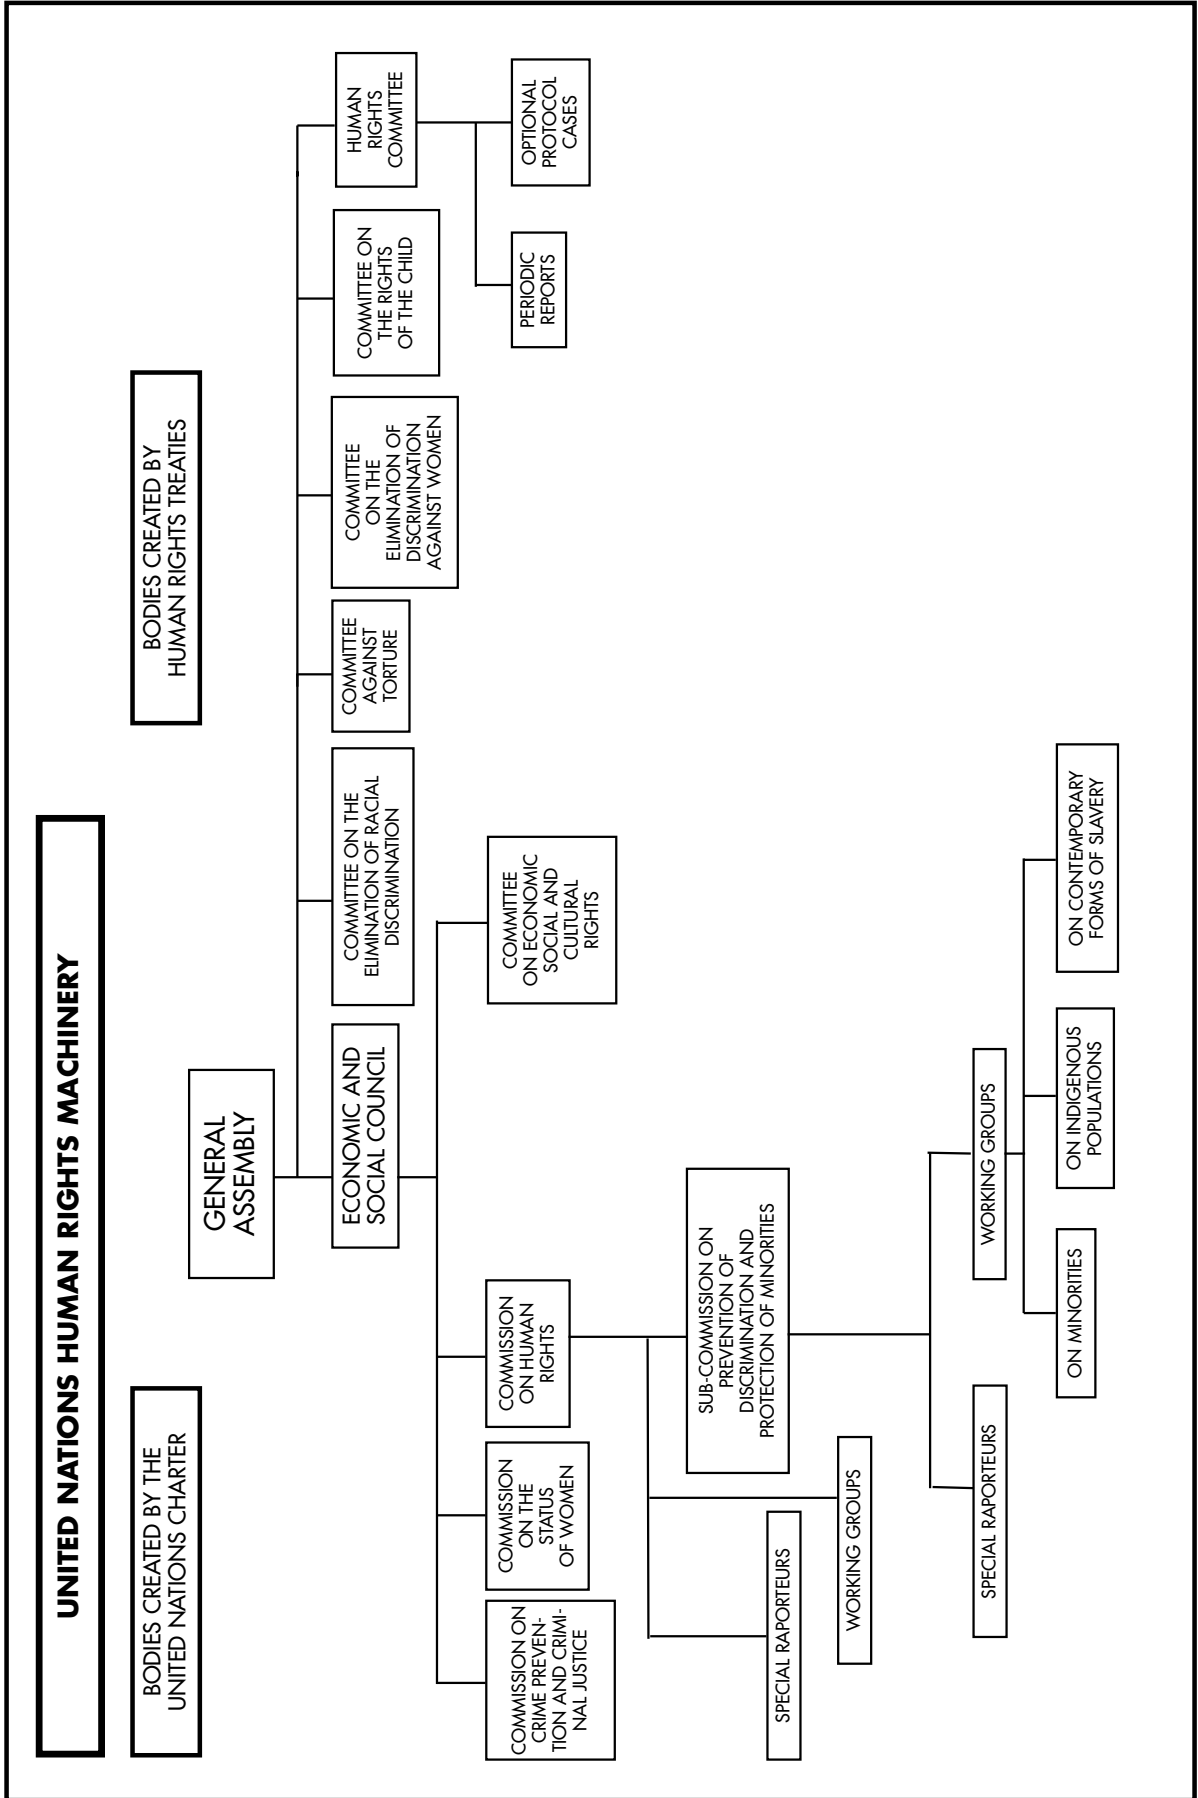 UNITED NATIONS HUMAN RIGHTS MACHINERY
BODIES CREATED BY THE
UNITED NATIONS CHARTER
BODIES CREATED BY
HUMAN RIGHTS TREATIES
GENERAL
ASSEMBLY
ECONOMIC AND
SOCIAL COUNCIL
COMMITTEE ON THE
ELIMINATION OF RACIAL
DISCRIMINATION
COMMITTEE
AGAINST
TORTURE
COMMITTEE
ON THE
ELIMINATION OF
DISCRIMINATION
AGAINST WOMEN
COMMITTEE ON
THE RIGHTS
OF THE CHILD
HUMAN
RIGHTS
COMMITTEE
COMMISSION ON
CRIME PREVEN-
TION AND CRIMI-
NAL JUSTICE
COMMISSION
ON THE
STATUS
OF WOMEN
COMMISSION
ON HUMAN
RIGHTS
COMMITTEE
ON ECONOMIC
SOCIAL AND
CULTURAL
RIGHTS
PERIODIC
REPORTS
OPTIONAL
PROTOCOL
CASES
SUB-COMMISSION ON
PREVENTION OF
DISCRIMINATION AND
PROTECTION OF MINORITIES
SPECIAL RAPORTEURS
WORKING GROUPS
SPECIAL RAPORTEURS
WORKING GROUPS
ON MINORITIES
ON INDIGENOUS
POPULATIONS
ON CONTEMPORARY
FORMS OF SLAVERY